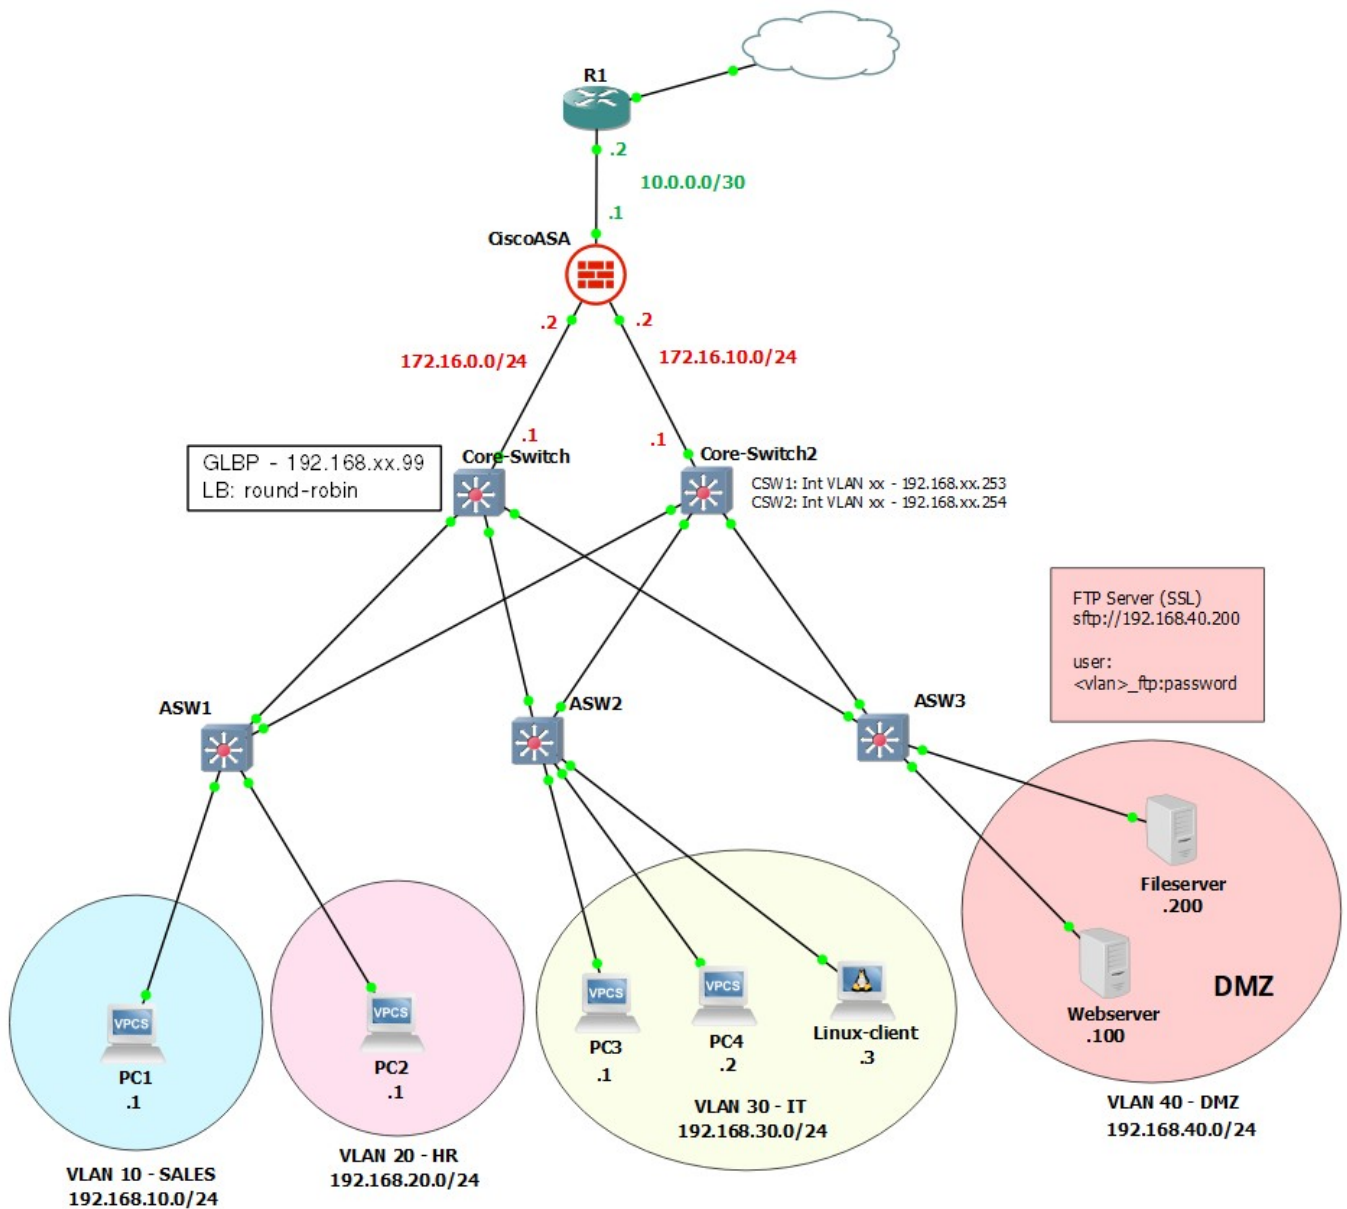 R1
.2
10.0.0.0/30
.1
CiscoASA
.2
.2
172.16.0.0/24
172.16.10.0/24
.1
.1
Core-Switch
Core-Switch2
GLBP - 192.168.xx.99
LB: round-robin
CSW1: Int VLAN xx - 192.168.xx.253
CSW2: Int VLAN xx - 192.168.xx.254
FTP Server (SSL)
sftp://192.168.40.200
user:
<vlan>_ftp:password
ASW1
ASW2
ASW3
Fileserver
.200
Webserver
.100
DMZ
VPCS
PC1
.1
VPCS
PC2
.1
VPCS
PC3
.1
VPCS
PC4
.2
Linux-client
.3
VLAN 10 - SALES
192.168.10.0/24
VLAN 20 - HR
192.168.20.0/24
VLAN 30 - IT
192.168.30.0/24
VLAN 40 - DMZ
192.168.40.0/24